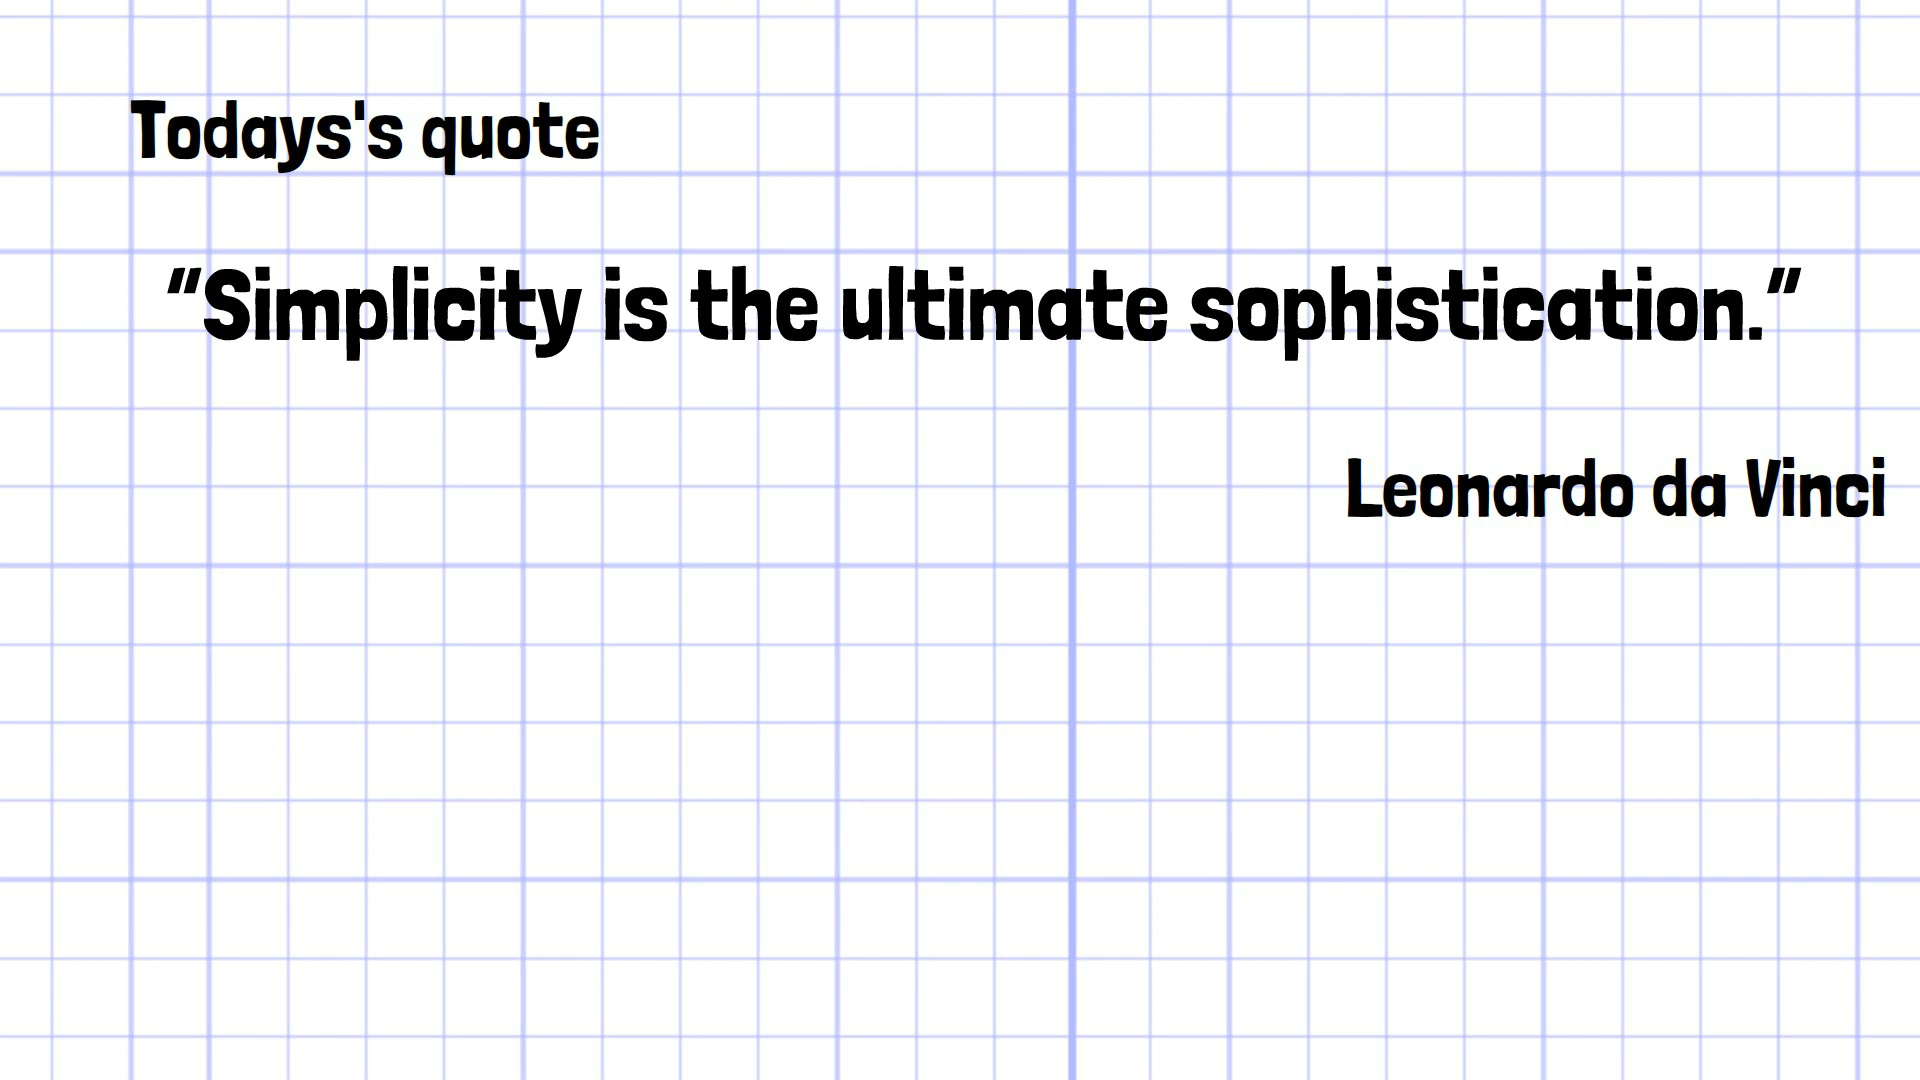 Todays's quote
“Simplicity is the ultimate sophistication.”
Leonardo da Vinci